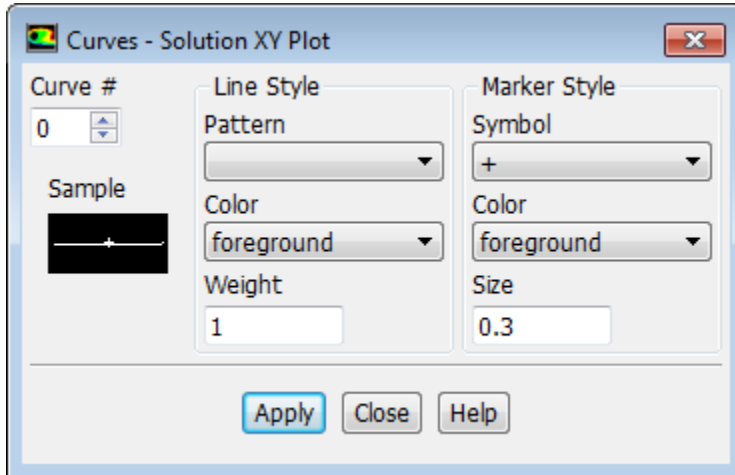 Curves - Solution XY Plot
Curve #
0
Sample
Line Style
Pattern
Color
foreground
Weight
1
Marker Style
Symbol
+
Color
foreground
Size
0.3
Apply Close Help